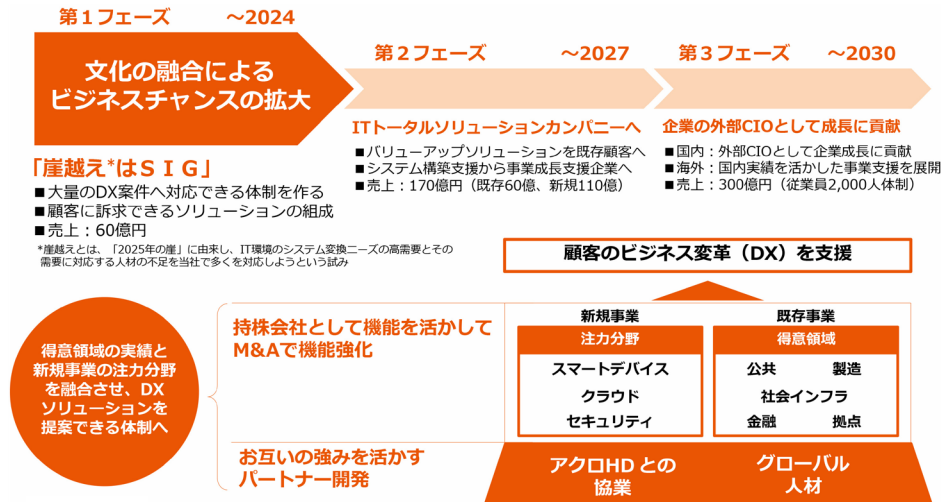 第１フェーズ ～2024
文化の融合による
ビジネスチャンスの拡大
「崖越え*はＳＩＧ」
■大量のDX案件へ対応できる体制を作る
■顧客に訴求できるソリューションの組成
■売上：60億円
*崖越えとは、「2025年の崖」に由来し、IT環境のシステム変換ニーズの高需要とその
需要に対応する人材の不足を当社で多くを対応しようという試み
第２フェーズ ～2027
ITトータルソリューションカンパニーへ
■バリューアップソリューションを既存顧客へ
■システム構築支援から事業成長支援企業へ
■売上：170億円（既存60億、新規110億）
第３フェーズ ～2030
企業の外部CIOとして成長に貢献
■国内：外部CIOとして企業成長に貢献
■海外：国内実績を活かした事業支援を展開
■売上：300億円（従業員2,000人体制）
顧客のビジネス変革（DX）を支援
得意領域の実績と
新規事業の注力分野
を融合させ、DX
ソリューションを
提案できる体制へ
持株会社として機能を活かして
M&Aで機能強化
お互いの強みを活かす
パートナー開発
新規事業
注力分野
スマートデバイス
クラウド
セキュリティ
既存事業
得意領域
公共 製造
社会インフラ
金融 拠点
アクロHD との
協業
グローバル
人材